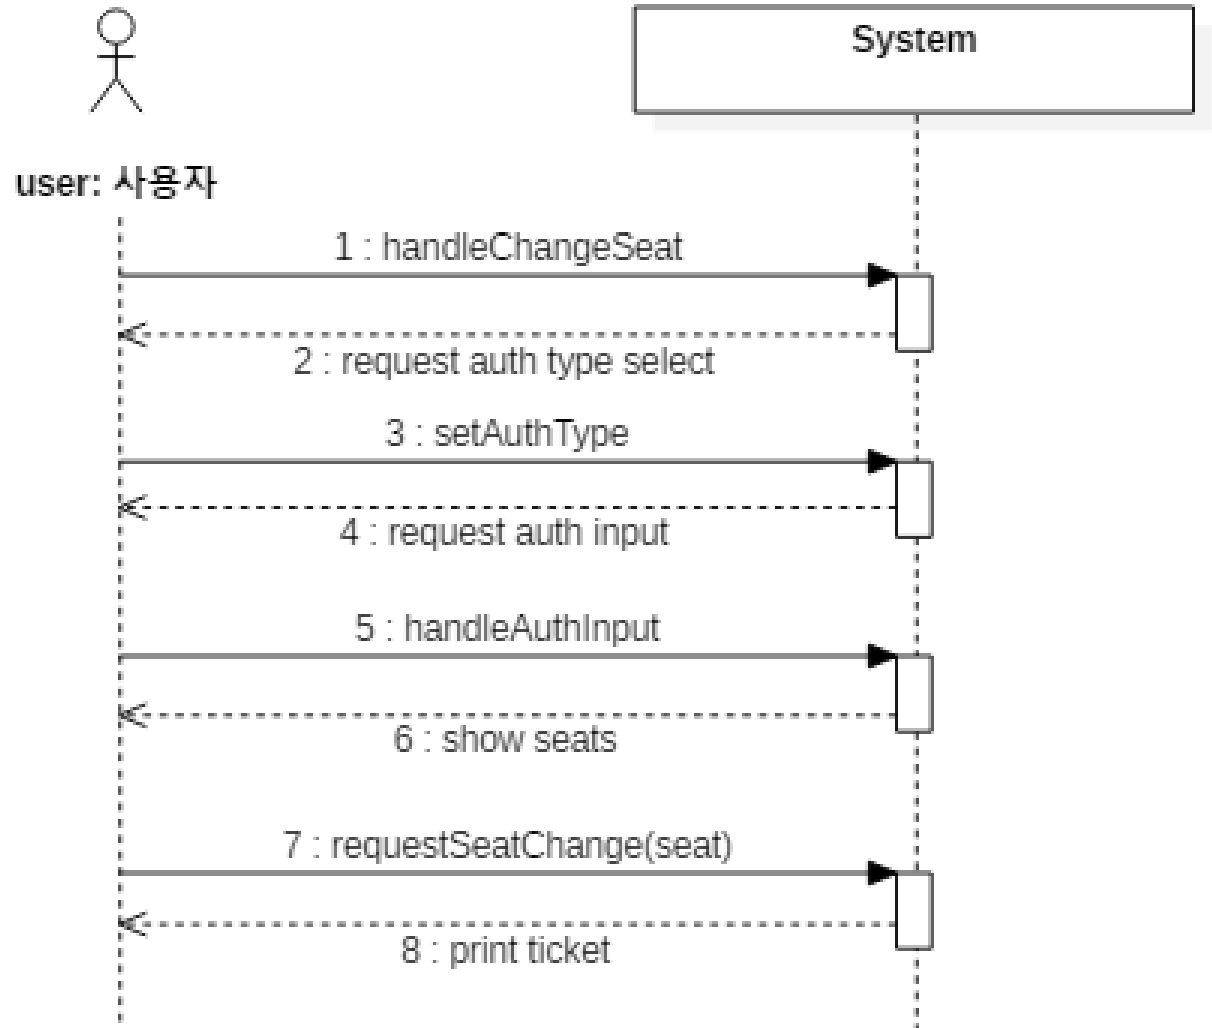 System
user: 사용자
1 : handleChangeSeat
2 : request auth type select
3 : setAuthType
4 : request auth input
5 : handleAuthInput
6 : show seats
7 : requestSeatChange(seat)
8 : print ticket